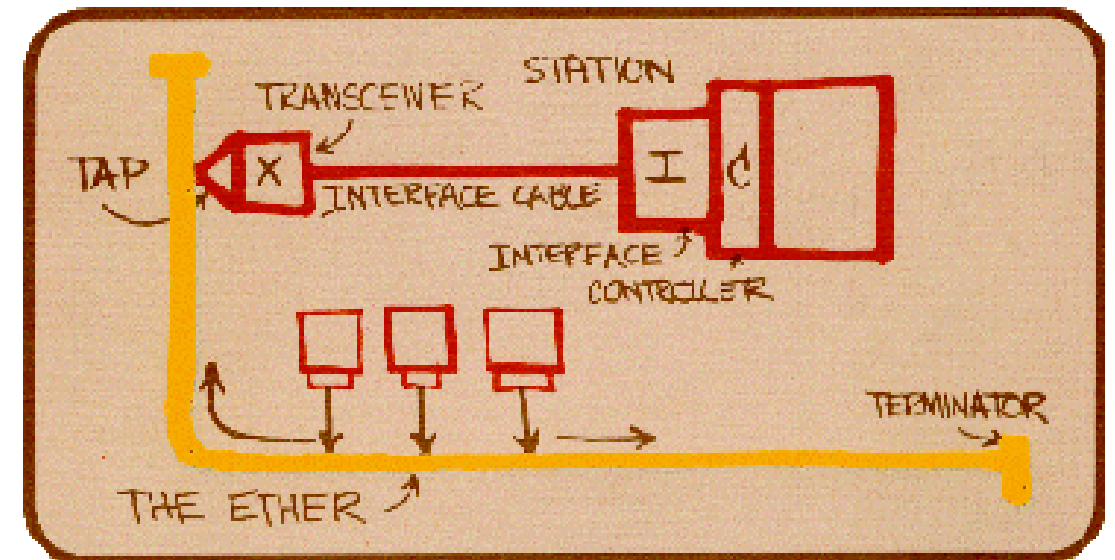 STATION
TRANSCEIVER
TAP
X
I
C
INTERFACE CABLE
INTERFACE
CONTROLLER
TERMINATOR
THE ETHER